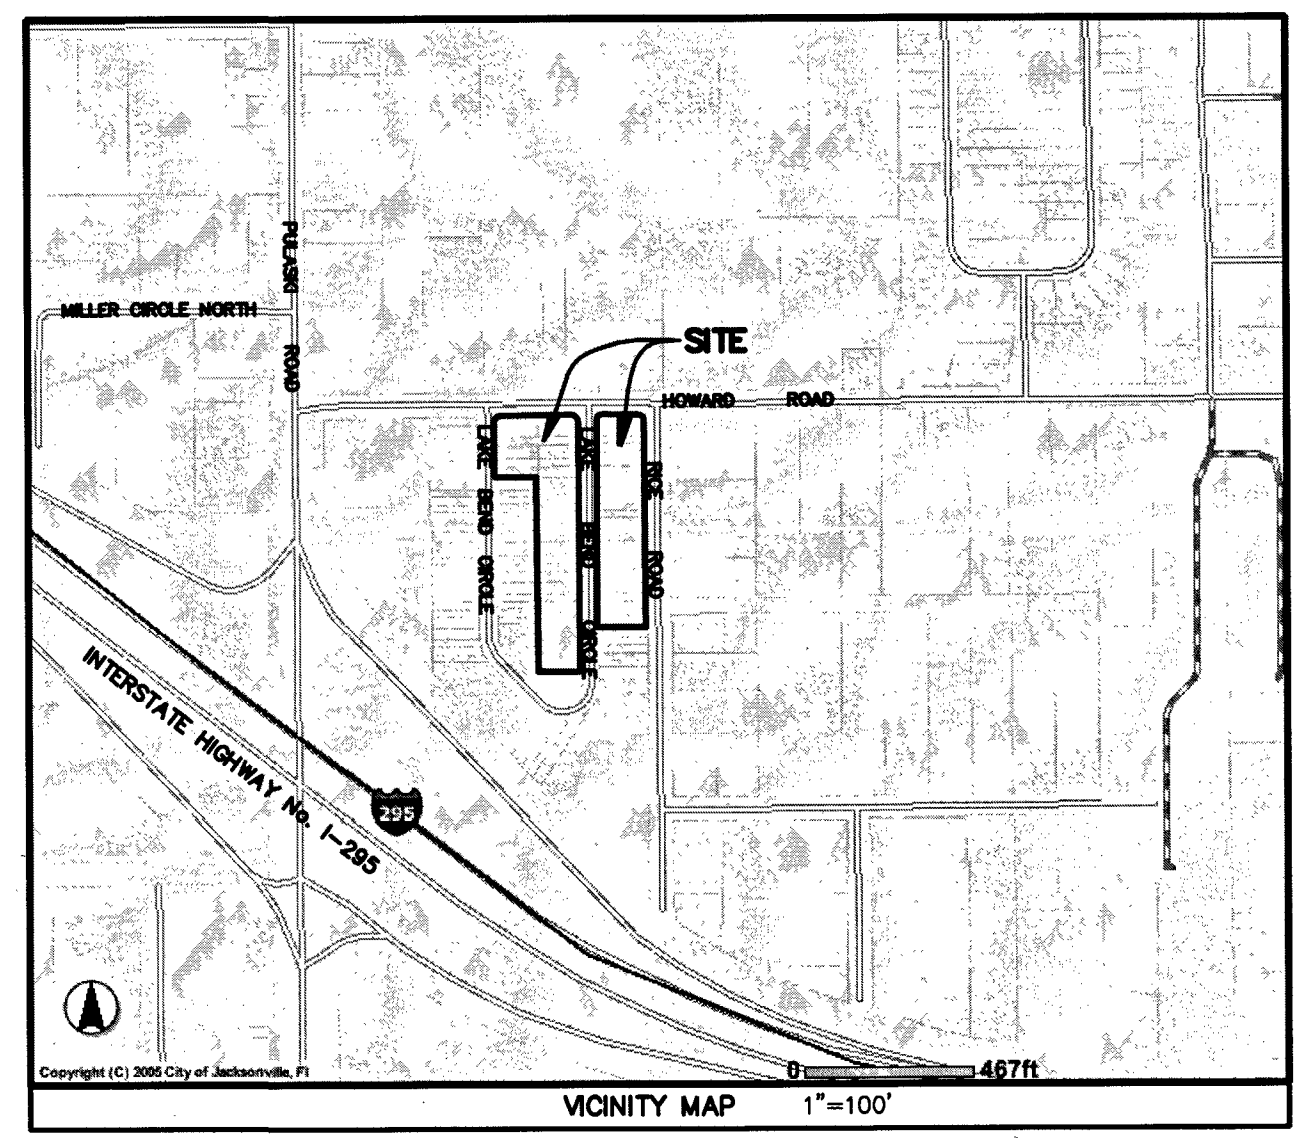 PULASKI ROAD
MILLER CIRCLE NORTH
SITE
HOWARD ROAD
LAKE BEND CIRCLE
LAKE BEND CIRCLE
RICE ROAD
INTERSTATE HIGHWAY No. I-295
295
Copyright (C) 2005 City of Jacksonville, Fl
0 467ft
VICINITY MAP 1"=100'